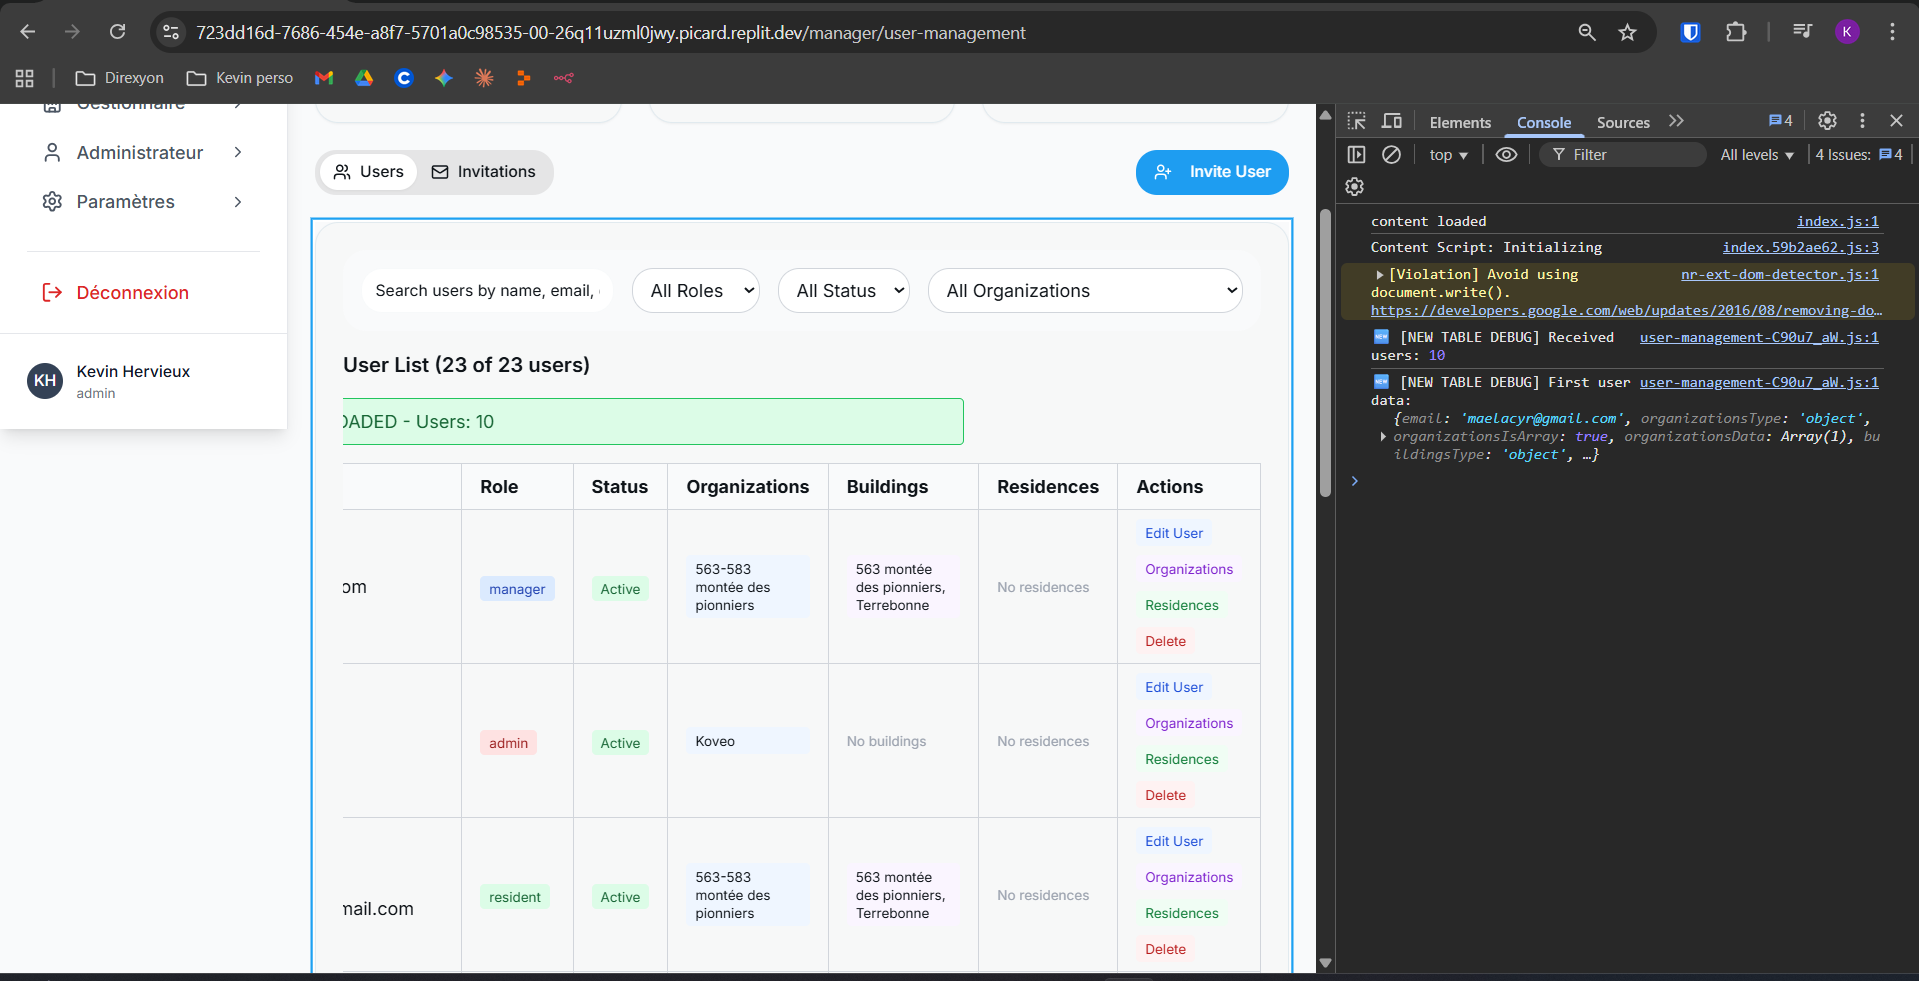 723dd16d-7686-454e-a8f7-5701a0c98535-00-26q11uzml0jwy.picard.replit.dev/manager/user-management
K
Direxyon
Kevin perso
Gestionnaire
Administrateur
Paramètres
Déconnexion
KH
Kevin Hervieux
admin
Users
Invitations
Invite User
Search users by name, email,
All Roles
All Status
All Organizations
User List (23 of 23 users)
OADED - Users: 10
Role Status Organizations Buildings Residences Actions
om
manager
Active
563-583
montée des
pionniers
563 montée
des pionniers,
Terrebonne
No residences
Edit User
Organizations
Residences
Delete
admin
Active
Koveo
No buildings
No residences
Edit User
Organizations
Residences
Delete
mail.com
resident
Active
563-583
montée des
pionniers
563 montée
des pionniers,
Terrebonne
No residences
Edit User
Organizations
Residences
Delete
Elements
Console
Sources
4
top
Filter
All levels
4 Issues: 4
content loaded index.js:1
Content Script: Initializing index.59b2ae62.js:3
[Violation] Avoid using nr-ext-dom-detector.js:1
document.write().
https://developers.google.com/web/updates/2016/08/removing-do…
NEW [NEW TABLE DEBUG] Received user-management-C90u7_aW.js:1
users: 10
NEW [NEW TABLE DEBUG] First user user-management-C90u7_aW.js:1
data:
{email: 'maelacyr@gmail.com', organizationsType: 'object',
organizationsIsArray: true, organizationsData: Array(1), bu
ildingsType: 'object', …}